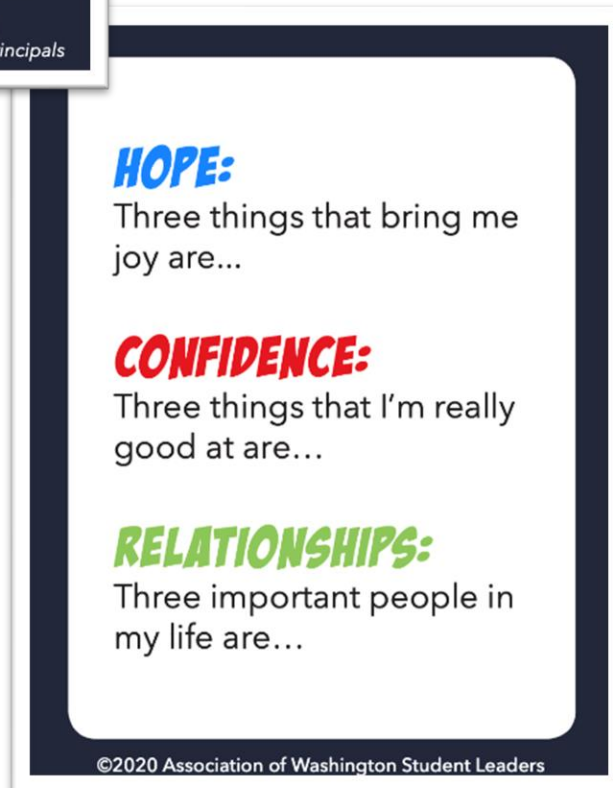 HOPE:
Three things that bring me
joy are...
CONFIDENCE:
Three things that I'm really
good at are...
RELATIONSHIPS:
Three important people in
my life are...
©2020 Association of Washington Student Leaders